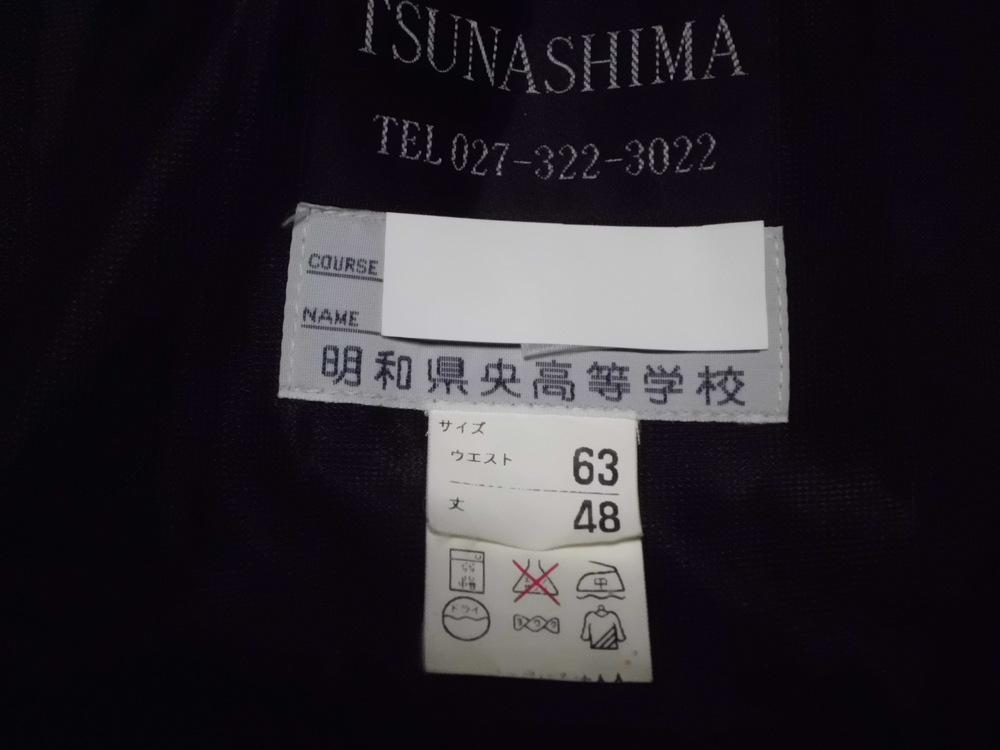 TSUNASHIMA
TEL 027-322-3022
COURSE
NAME
明和県央高等学校
サイズ
ウエスト 63
丈 48
中
ドライ